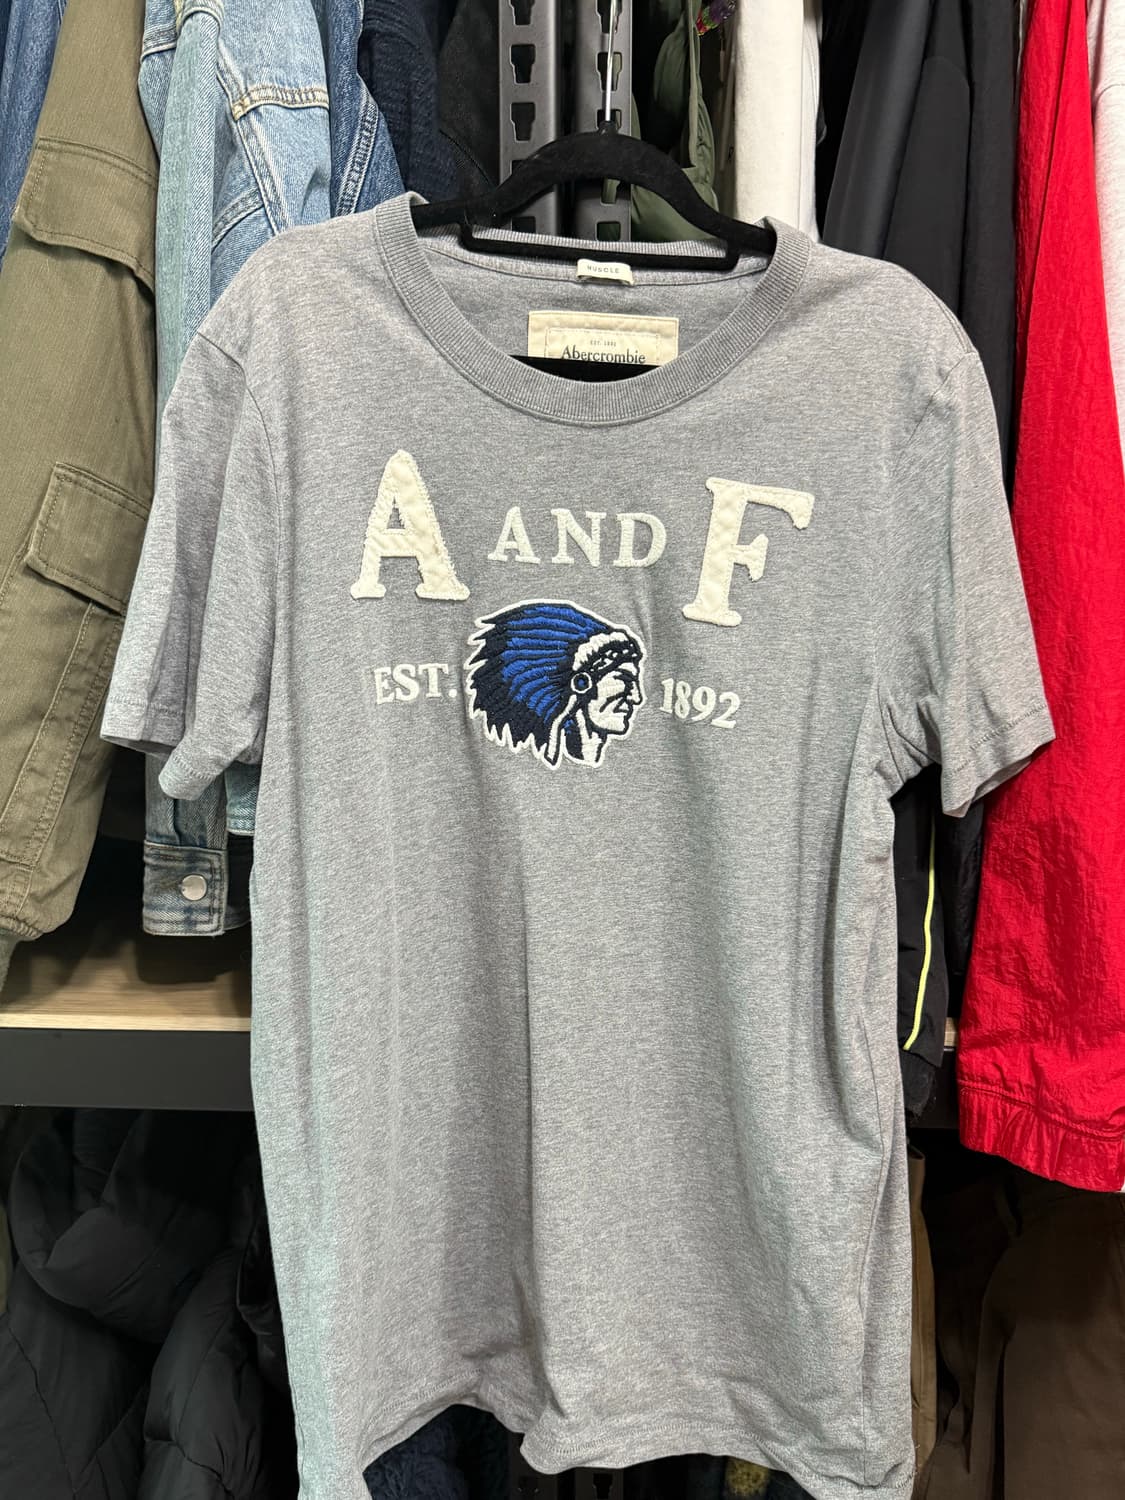 MUSCLE
EST. 1892
Abercrombie
A AND F
EST. 1892